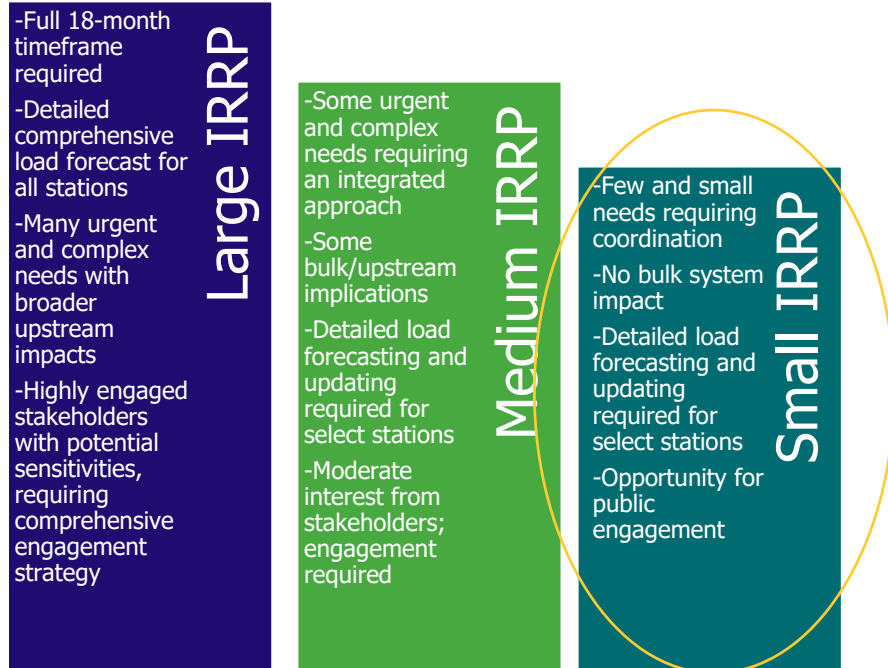 -Full 18-month
timeframe
required
-Detailed
comprehensive
load forecast for
all stations
-Many urgent
and complex
needs with
broader
upstream
impacts
-Highly engaged
stakeholders
with potential
sensitivities,
requiring
comprehensive
engagement
strategy
Large IRRP
-Some urgent
and complex
needs requiring
an integrated
approach
-Some
bulk/upstream
implications
-Detailed load
forecasting and
updating
required for
select stations
-Moderate
interest from
stakeholders;
engagement
required
Medium IRRP
-Few and small
needs requiring
coordination
-No bulk system
impact
-Detailed load
forecasting and
updating
required for
select stations
-Opportunity for
public
engagement
Small IRRP